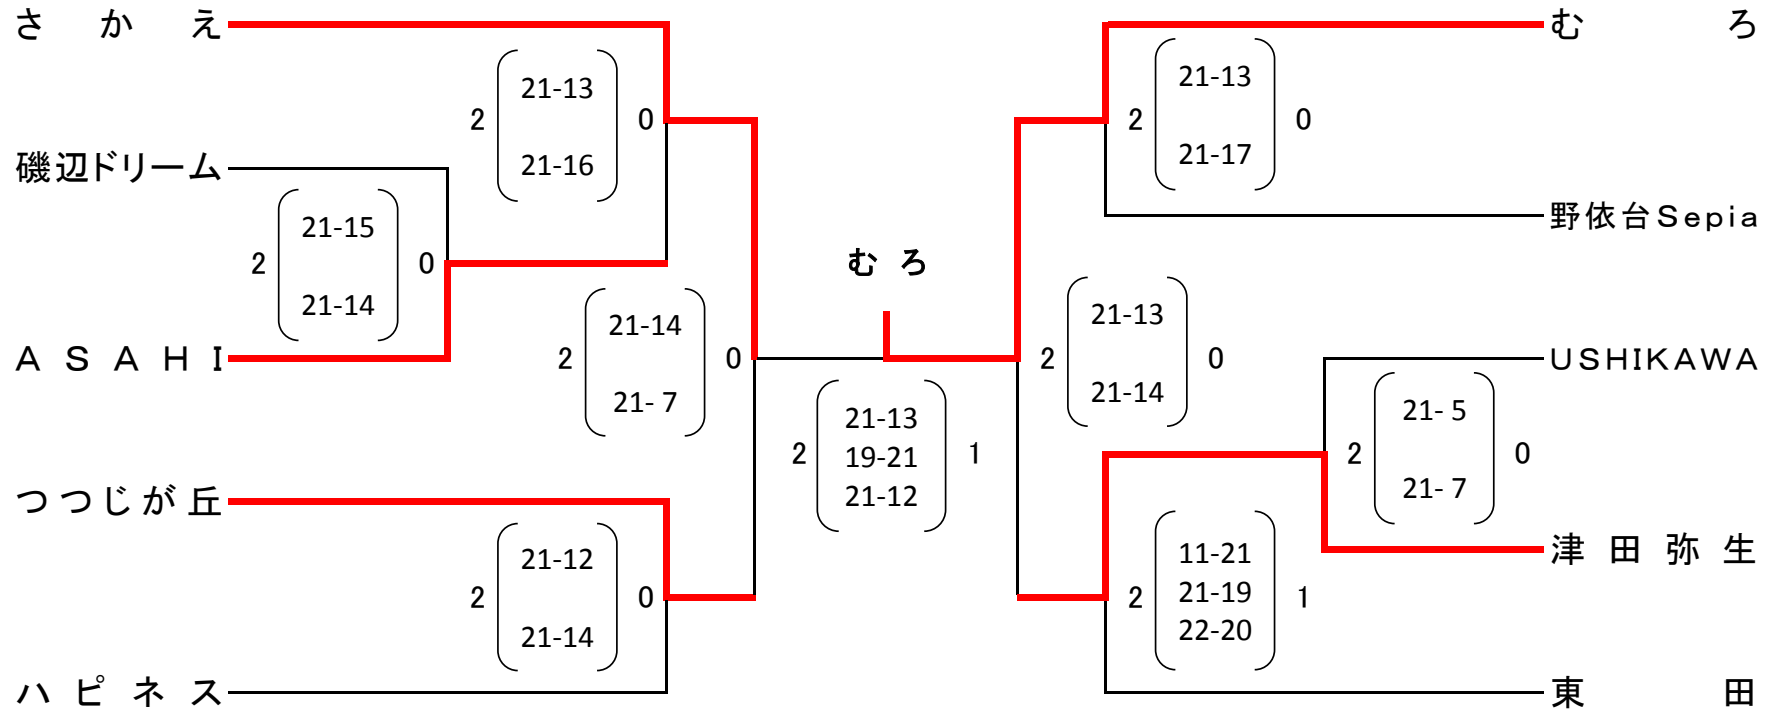 さかえ
2 21-13 0
21-16
磯辺ドリーム
2 21-15 0
21-14
ASAHI
2 21-14 0
21- 7
つつじが丘
2 21-12 0
21-14
ハピネス
むろ
2 21-13 1
19-21
21-12
むろ
2 21-13 0
21-17
野依台Sepia
2 21-13 0
21-14
USHIKAWA
2 21- 5 0
21- 7
津田弥生
2 11-21 1
21-19
22-20
東田